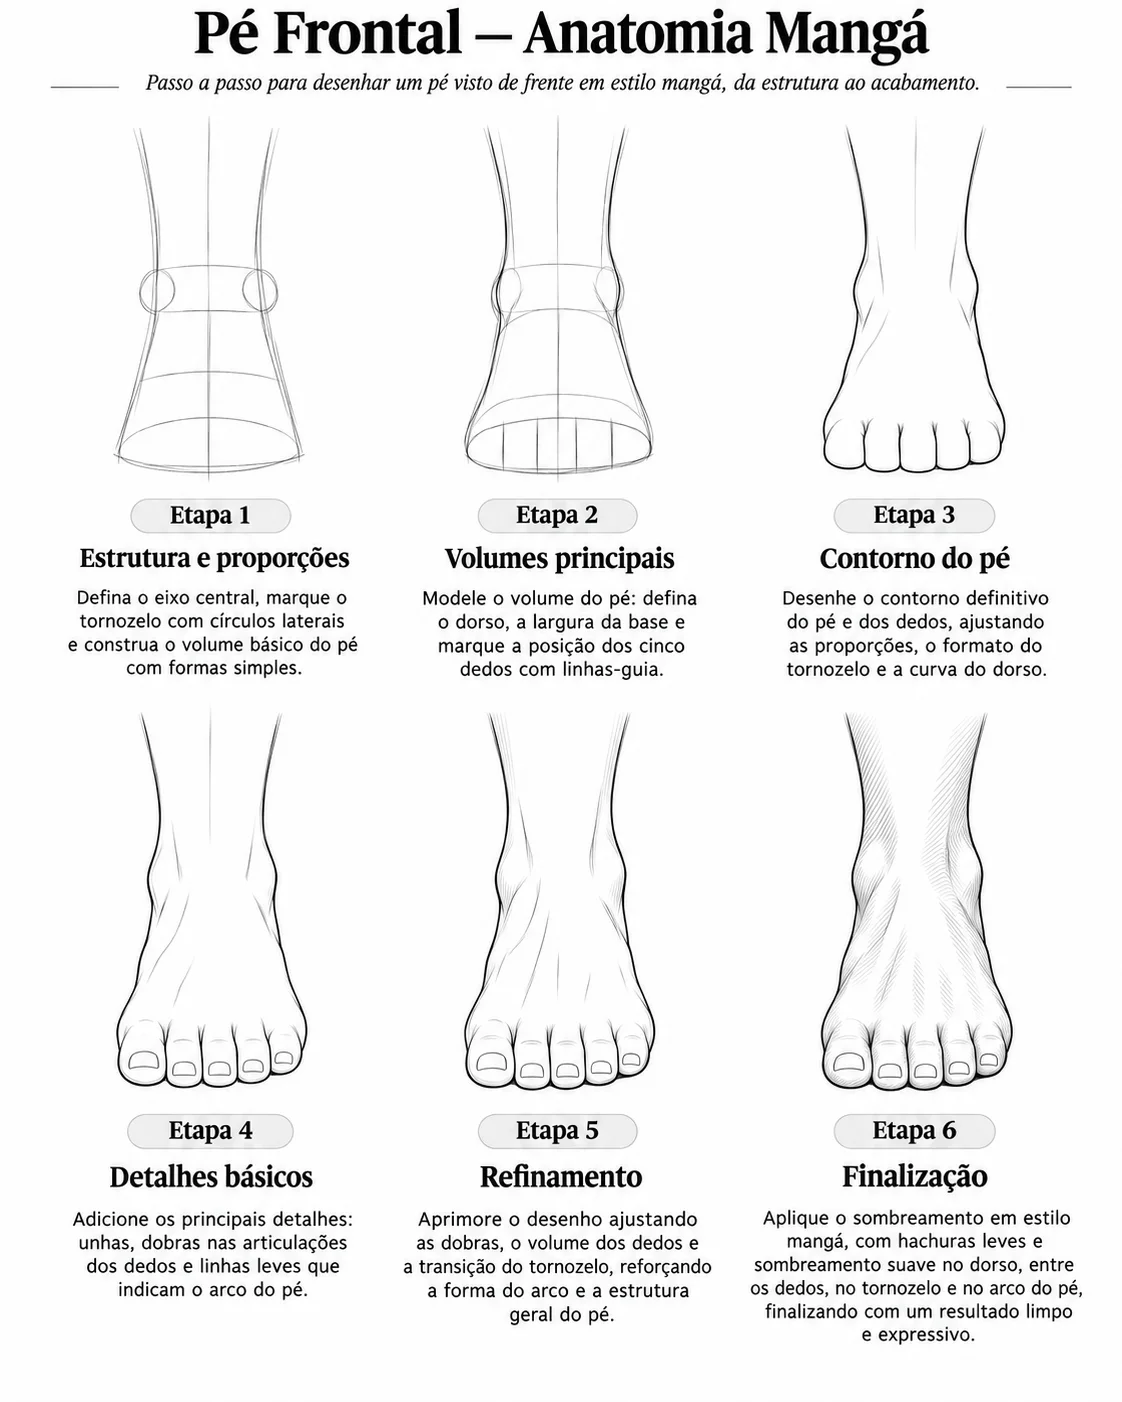 Pé Frontal – Anatomia Mangá
Passo a passo para desenhar um pé visto de frente em estilo mangá, da estrutura ao acabamento.
Etapa 1
Estrutura e proporções
Defina o eixo central, marque o
tornozelo com círculos laterais
e construa o volume básico do pé
com formas simples.
Etapa 2
Volumes principais
Modele o volume do pé: defina
o dorso, a largura da base e
marque a posição dos cinco
dedos com linhas-guia.
Etapa 3
Contorno do pé
Desenhe o contorno definitivo
do pé e dos dedos, ajustando
as proporções, o formato do
tornozelo e a curva do dorso.
Etapa 4
Detalhes básicos
Adicione os principais detalhes:
unhas, dobras nas articulações
dos dedos e linhas leves que
indicam o arco do pé.
Etapa 5
Refinamento
Aprimore o desenho ajustando
as dobras, o volume dos dedos e
a transição do tornozelo, reforçando
a forma do arco e a estrutura
geral do pé.
Etapa 6
Finalização
Aplique o sombreamento em estilo
mangá, com hachuras leves e
sombreamento suave no dorso, entre
os dedos, no tornozelo e no arco do pé,
finalizando com um resultado limpo
e expressivo.